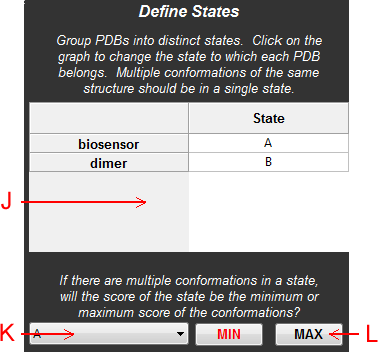 Define States
Group PDBs into distinct states. Click on the
graph to change the state to which each PDB
belongs. Multiple conformations of the same
structure should be in a single state.
State
biosensor A
dimer B
J
If there are multiple conformations in a state,
will the score of the state be the minimum or
maximum score of the conformations?
K A MIN MAX L